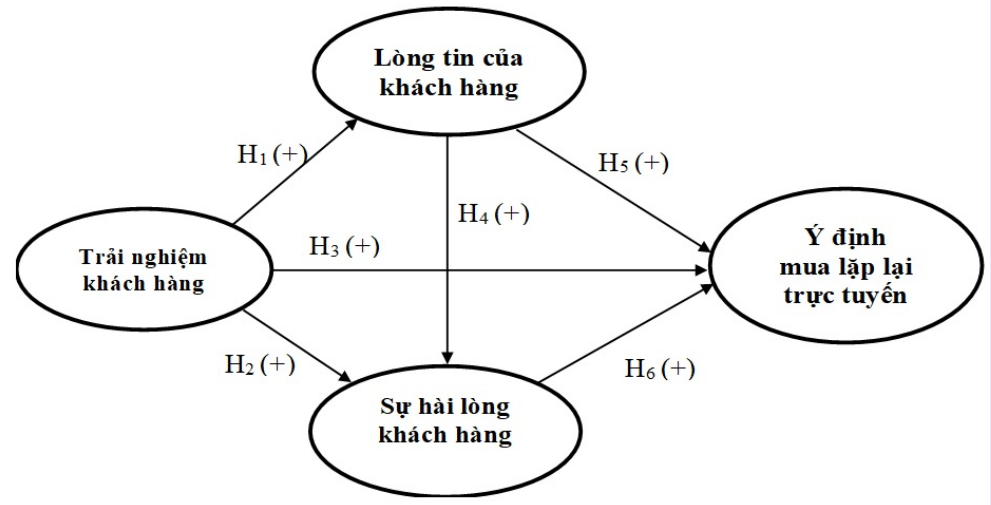 Lòng tin của
khách hàng
H₁ (+)
H₅ (+)
H₄ (+)
Trải nghiệm
khách hàng
H₃ (+)
Ý định
mua lặp lại
trực tuyến
H₂ (+)
H₆ (+)
Sự hài lòng
khách hàng